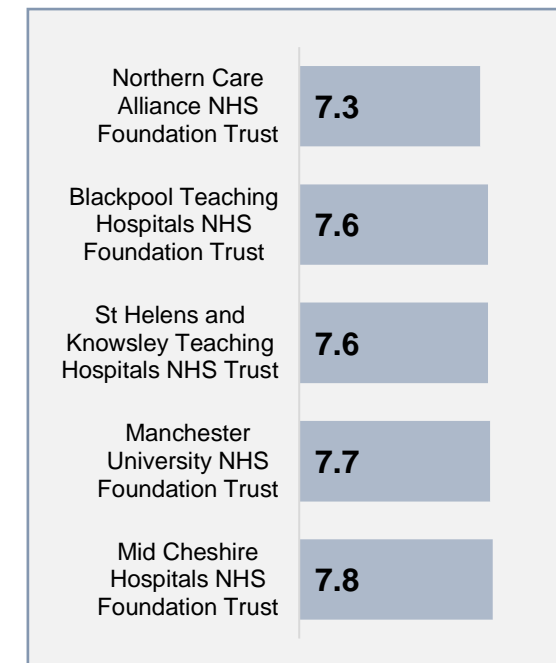 Northern Care
Alliance NHS
Foundation Trust
7.3
Blackpool Teaching
Hospitals NHS
Foundation Trust
7.6
St Helens and
Knowsley Teaching
Hospitals NHS Trust
7.6
Manchester
University NHS
Foundation Trust
7.7
Mid Cheshire
Hospitals NHS
Foundation Trust
7.8